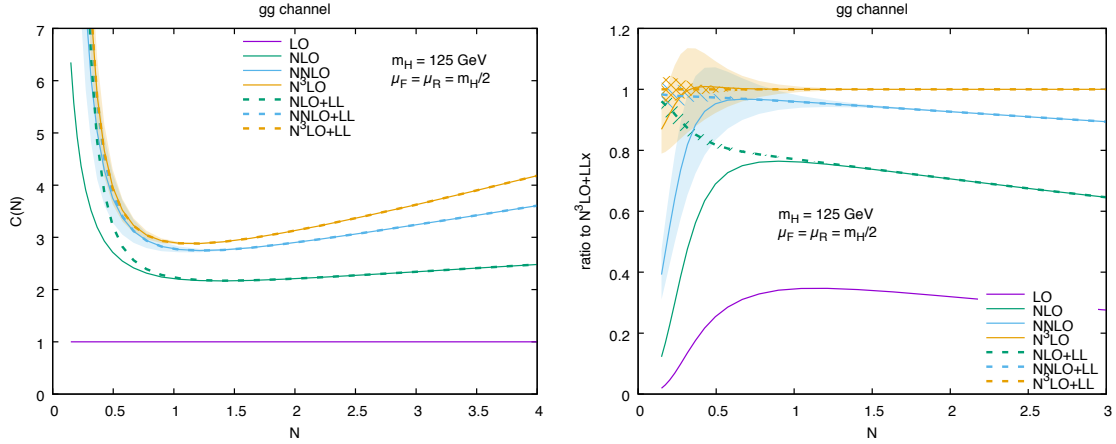 gg channel
C(N)
7
6
5
4
3
2
1
0
LO
NLO
NNLO
N³LO
NLO+LL
NNLO+LL
N³LO+LL
m_H = 125 GeV
μ_F = μ_R = m_H/2
0 0.5 1 1.5 2 2.5 3 3.5 4
N
gg channel
ratio to N³LO+LLx
1.2
1
0.8
0.6
0.4
0.2
0
m_H = 125 GeV
μ_F = μ_R = m_H/2
LO
NLO
NNLO
N³LO
NLO+LL
NNLO+LL
N³LO+LL
0 0.5 1 1.5 2 2.5 3
N